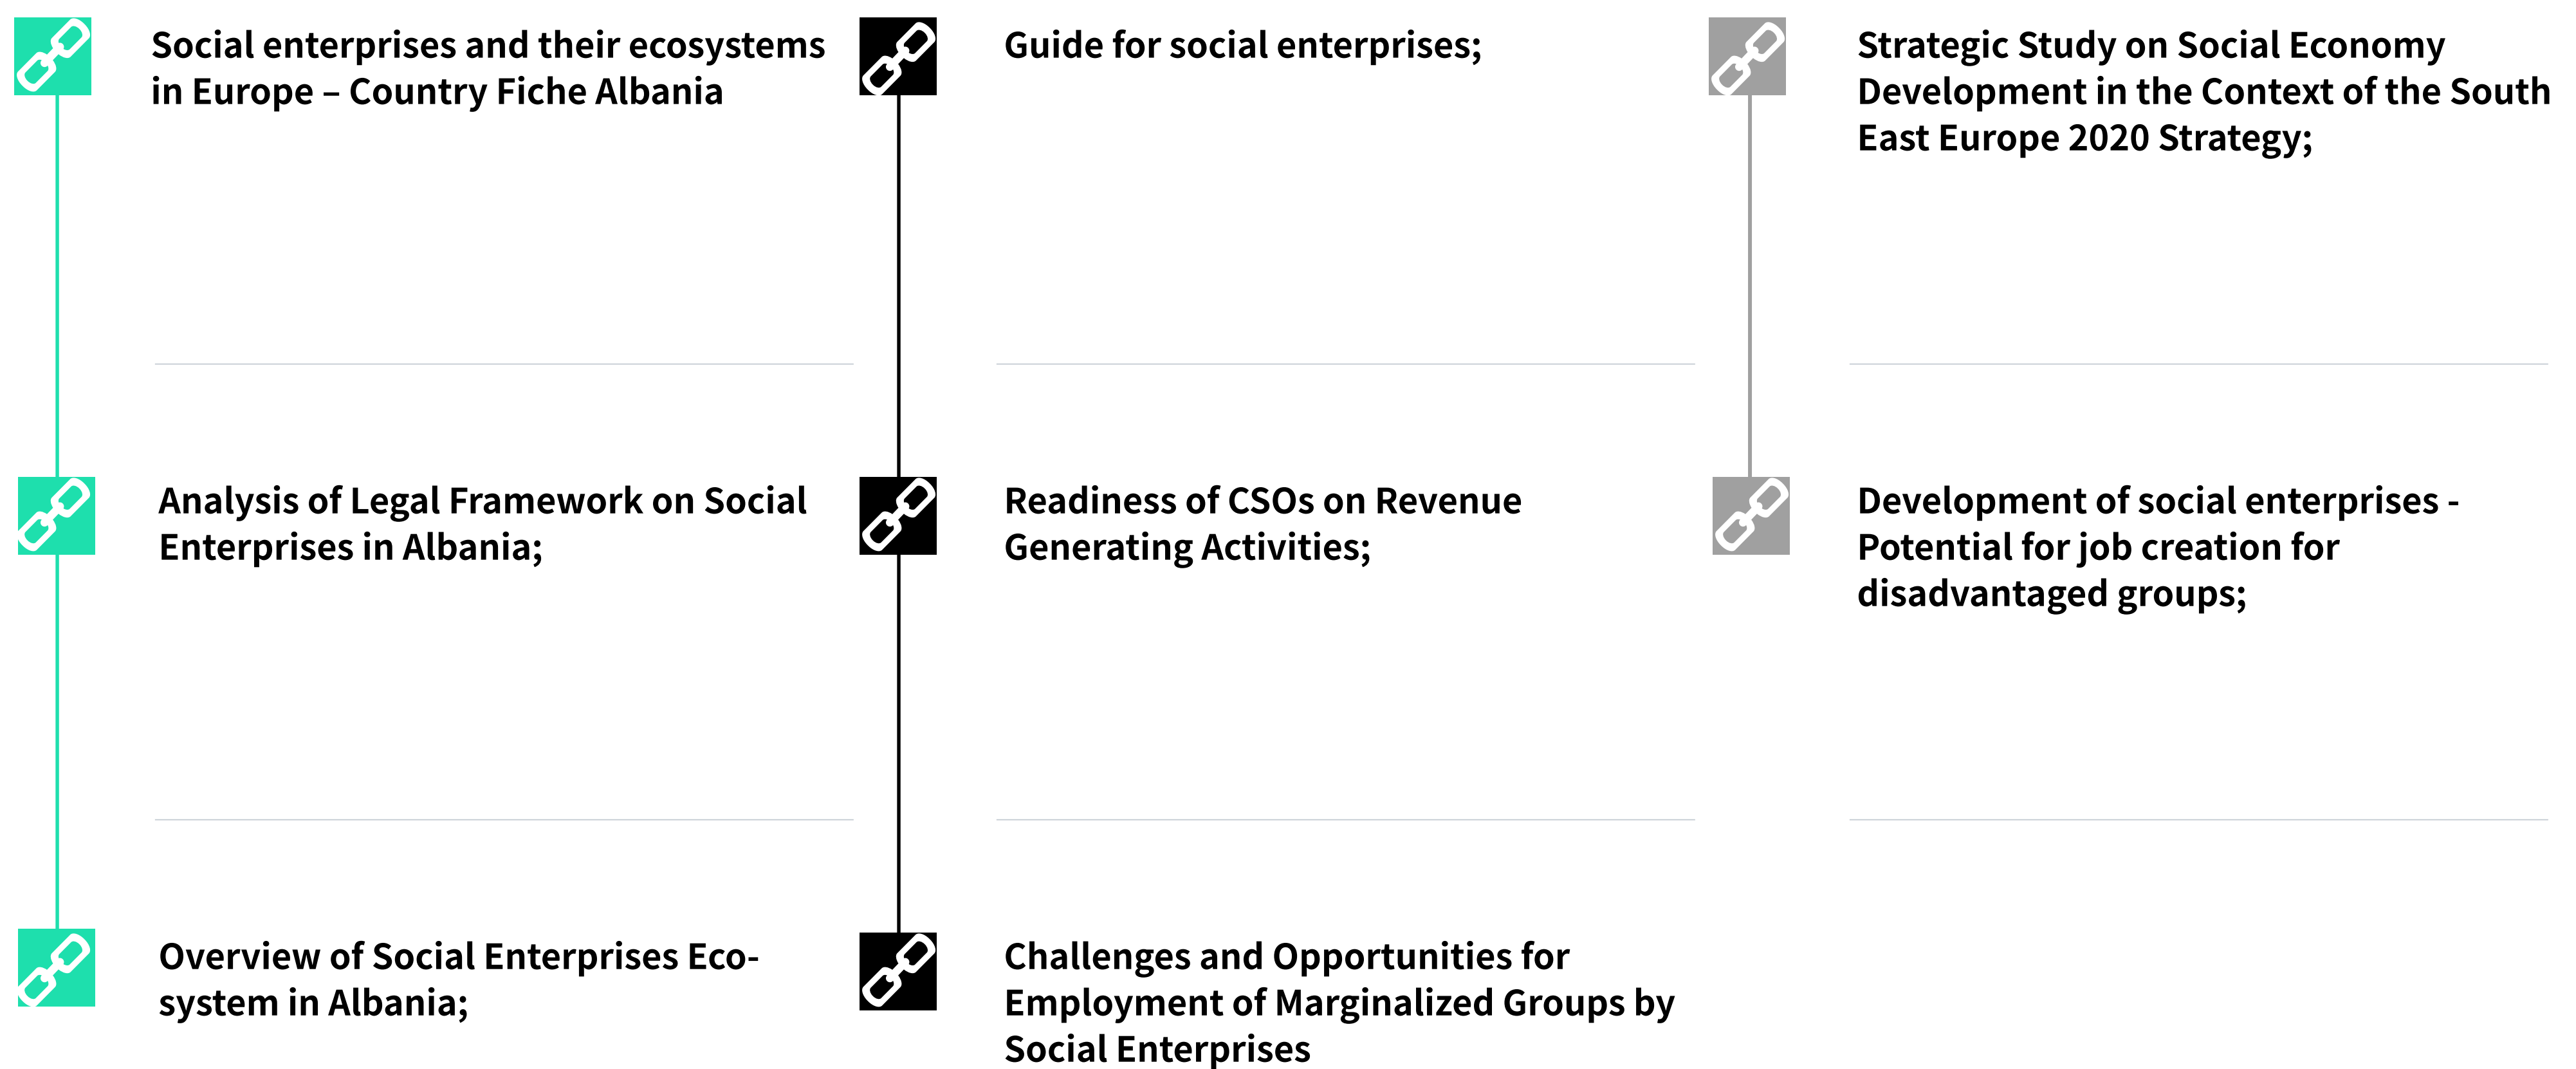 Social enterprises and their ecosystems
in Europe – Country Fiche Albania
Analysis of Legal Framework on Social
Enterprises in Albania;
Overview of Social Enterprises Eco-
system in Albania;
Guide for social enterprises;
Readiness of CSOs on Revenue
Generating Activities;
Challenges and Opportunities for
Employment of Marginalized Groups by
Social Enterprises
Strategic Study on Social Economy
Development in the Context of the South
East Europe 2020 Strategy;
Development of social enterprises -
Potential for job creation for
disadvantaged groups;